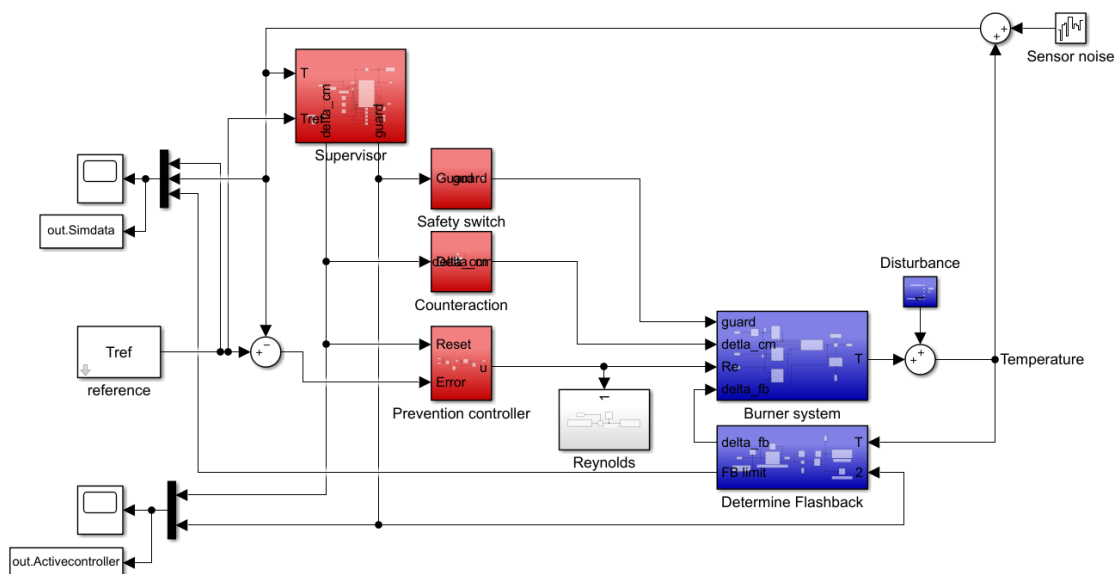 Sensor noise
T
Tref
delta_cm
guard
Supervisor
Guard
guard
Safety switch
out.Simdata
Counteraction
Disturbance
Tref
reference
Reset
Error
u
Prevention controller
guard
detla_cm
Re
delta_fb
T
Burner system
Temperature
1
Reynolds
delta_fb
FB limit
T
2
Determine Flashback
out.Activecontroller